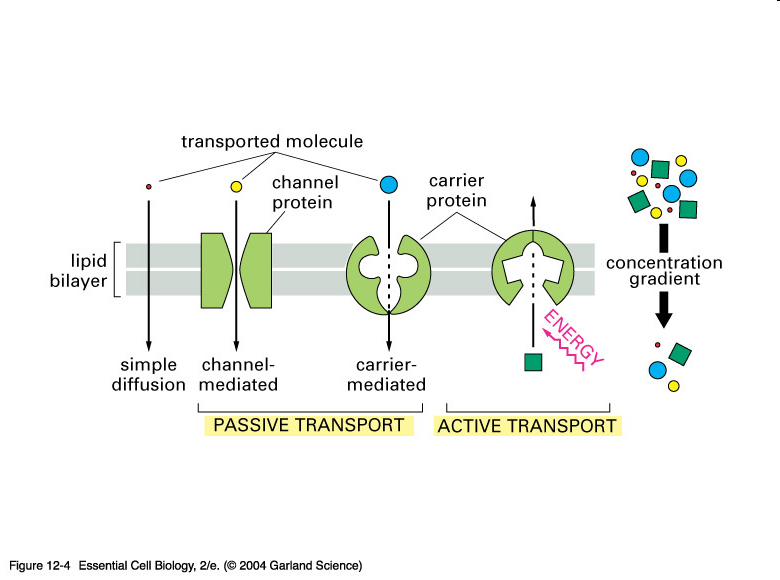 transported molecule
channel
protein
carrier
protein
lipid
bilayer
concentration
gradient
ENERGY
simple
diffusion
channel-
mediated
carrier-
mediated
PASSIVE TRANSPORT
ACTIVE TRANSPORT
Figure 12-4 Essential Cell Biology, 2/e. (© 2004 Garland Science)